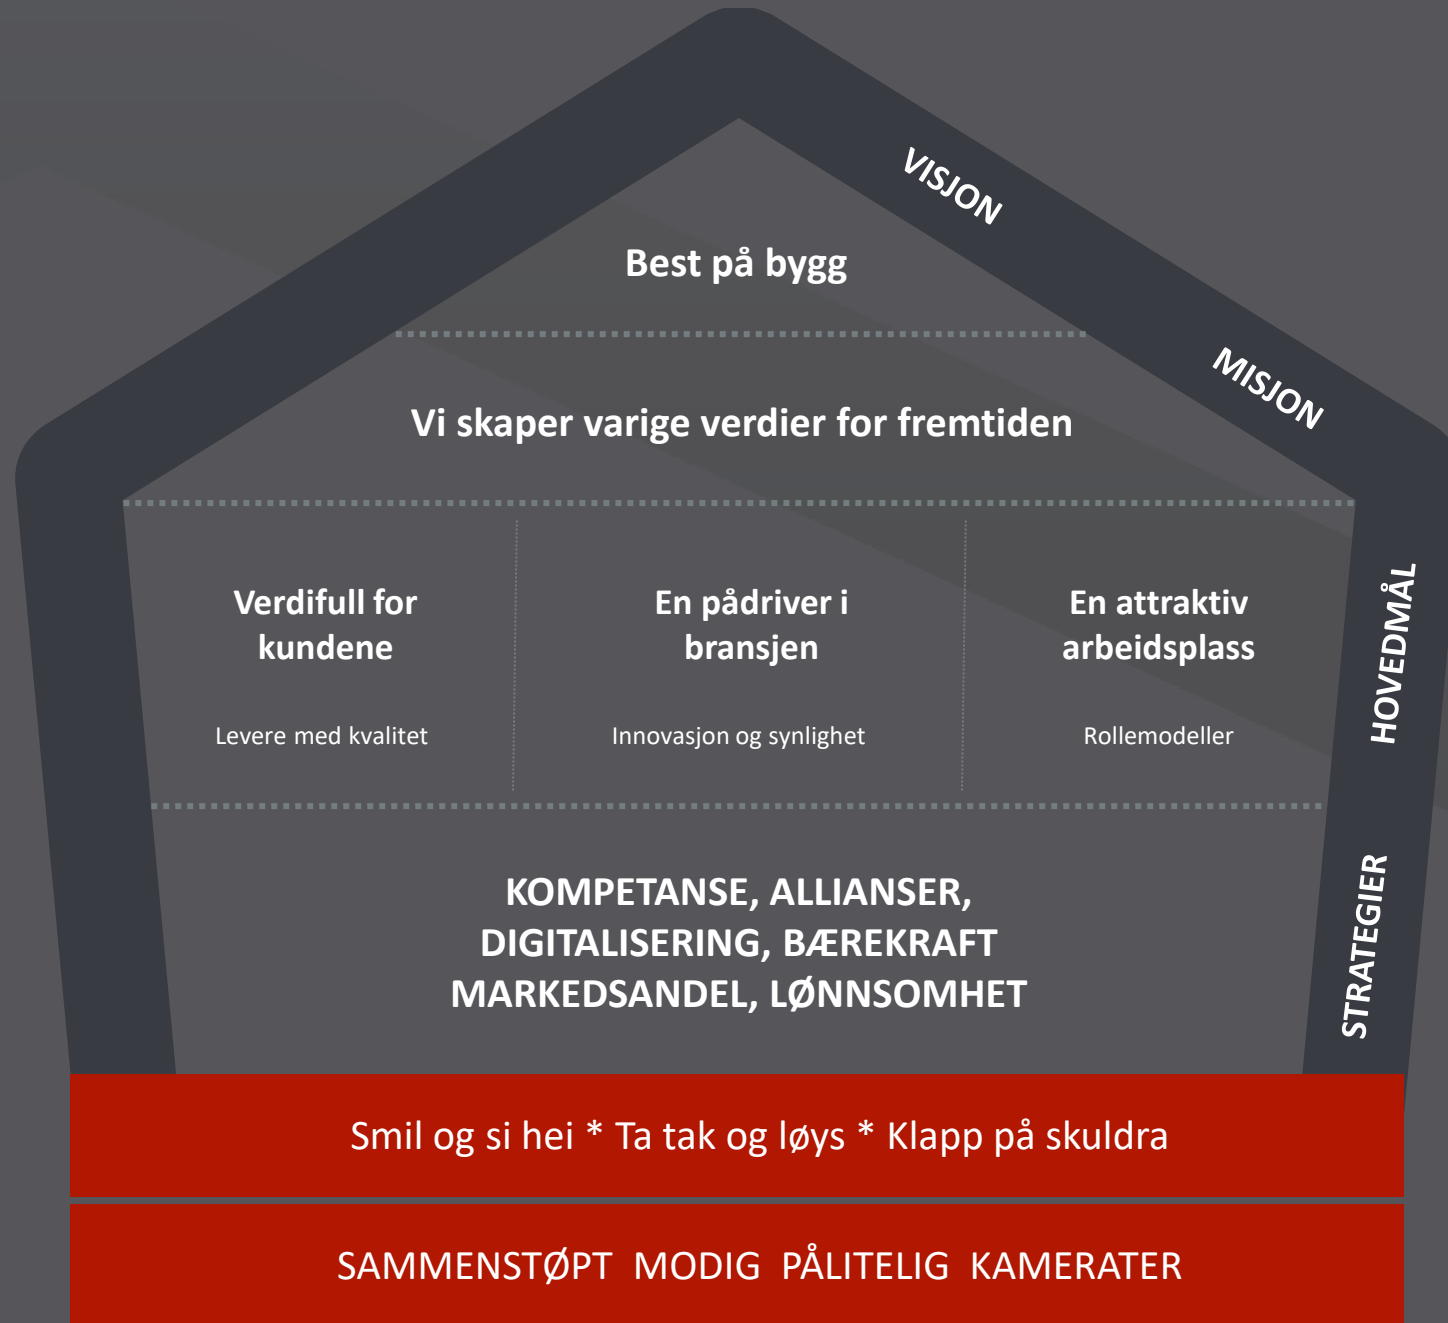 VISJON
Best på bygg
MISJON
Vi skaper varige verdier for fremtiden
HOVEDMÅL
Verdifull for
kundene
Levere med kvalitet
En pådriver i
bransjen
Innovasjon og synlighet
En attraktiv
arbeidsplass
Rollemodeller
STRATEGIER
KOMPETANSE, ALLIANSER,
DIGITALISERING, BÆREKRAFT
MARKEDSANDEL, LØNNSOMHET
Smil og si hei * Ta tak og løys * Klapp på skuldra
SAMMENSTØPT MODIG PÅLITELIG KAMERATER